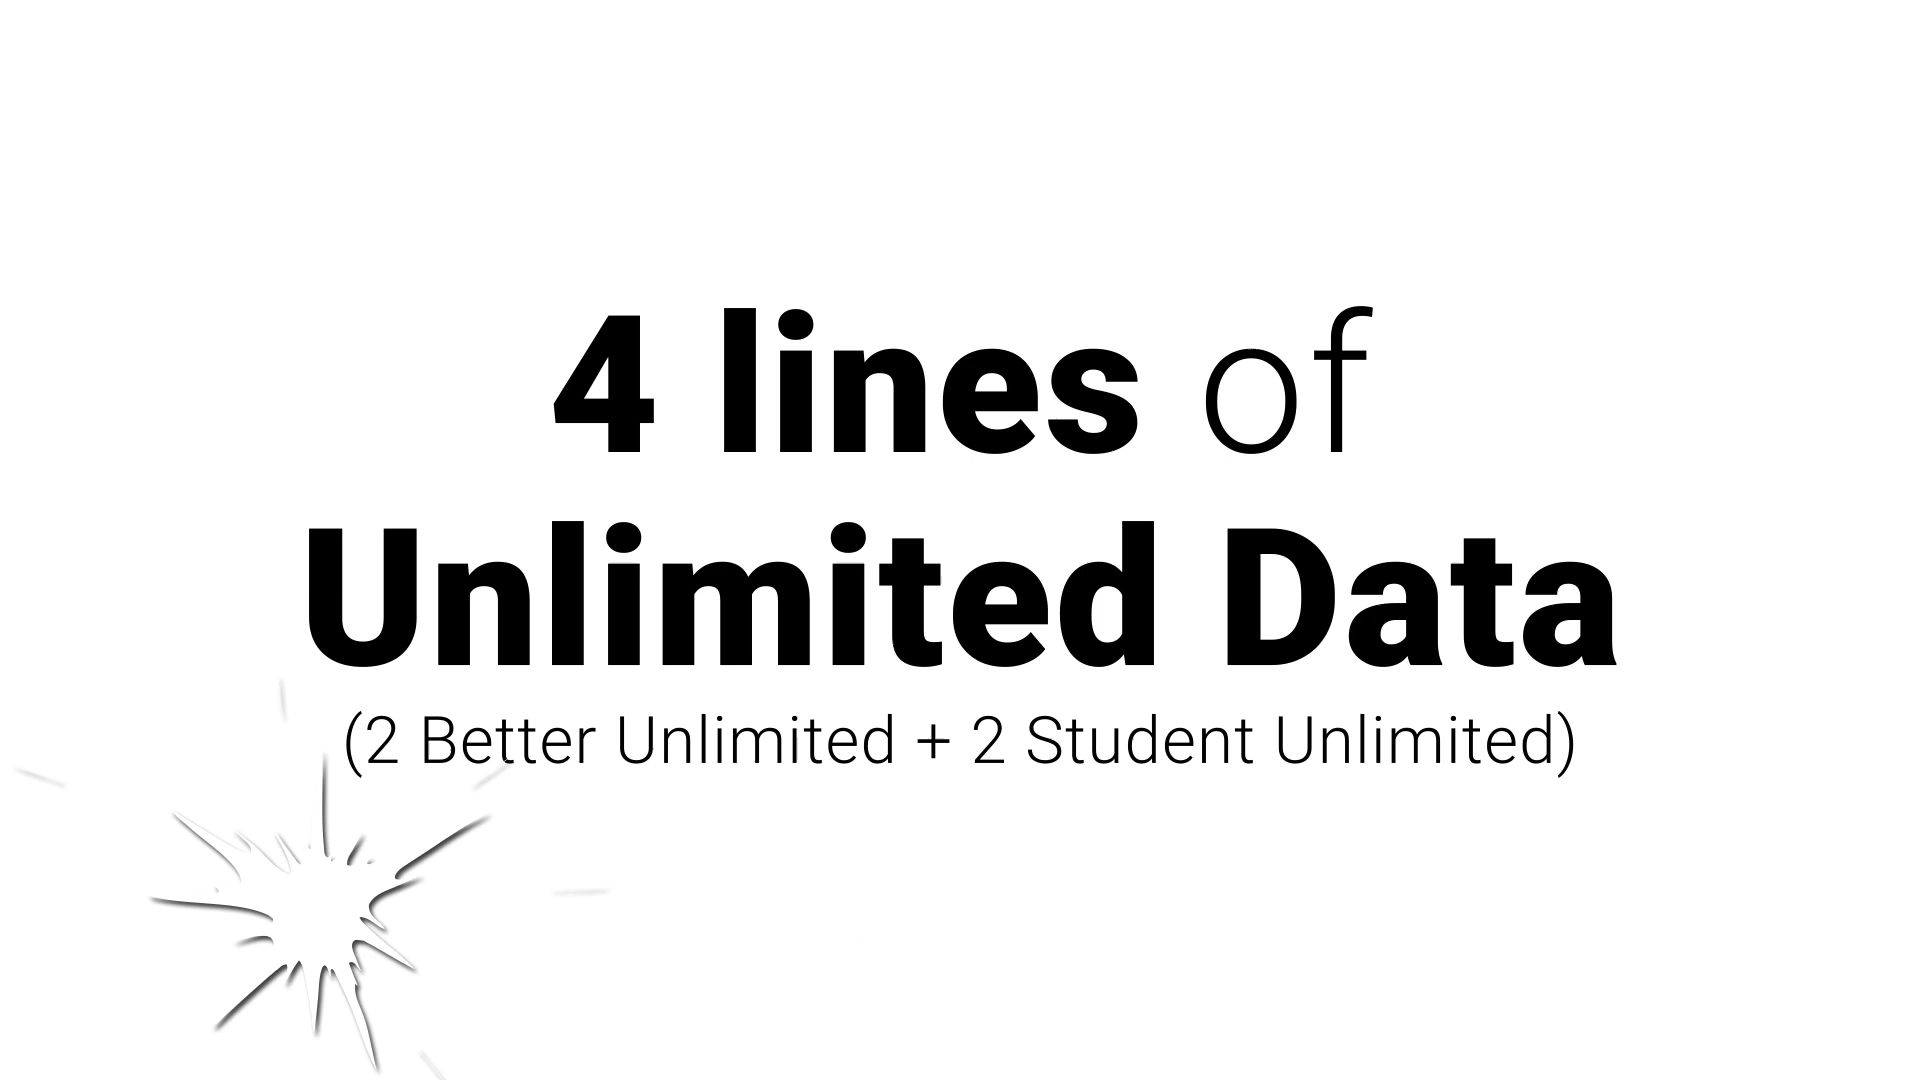 4 lines of
Unlimited Data
(2 Better Unlimited + 2 Student Unlimited)